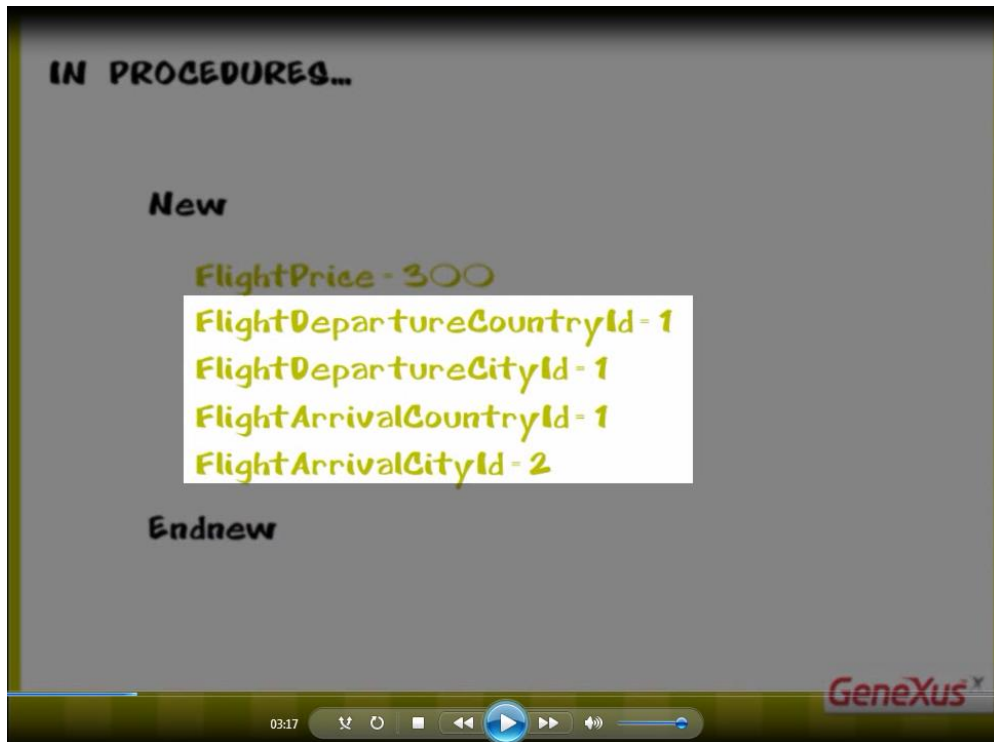 IN PROCEDURES...
New
FlightPrice = 300
FlightDepartureCountryId = 1
FlightDepartureCityId = 1
FlightArrivalCountryId = 1
FlightArrivalCityId = 2
Endnew
GeneXus X
03:17